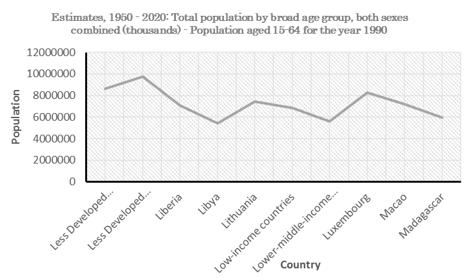 Estimates, 1950 - 2020: Total population by broad age group, both sexes
combined (thousands) - Population aged 15-64 for the year 1990
12000000
10000000
8000000
6000000
4000000
2000000
0
Population
Less Developed...
Less Developed...
Liberia
Libya
Lithuania
Low-income countries
Lower-middle-income...
Luxembourg
Macao
Madagascar
Country